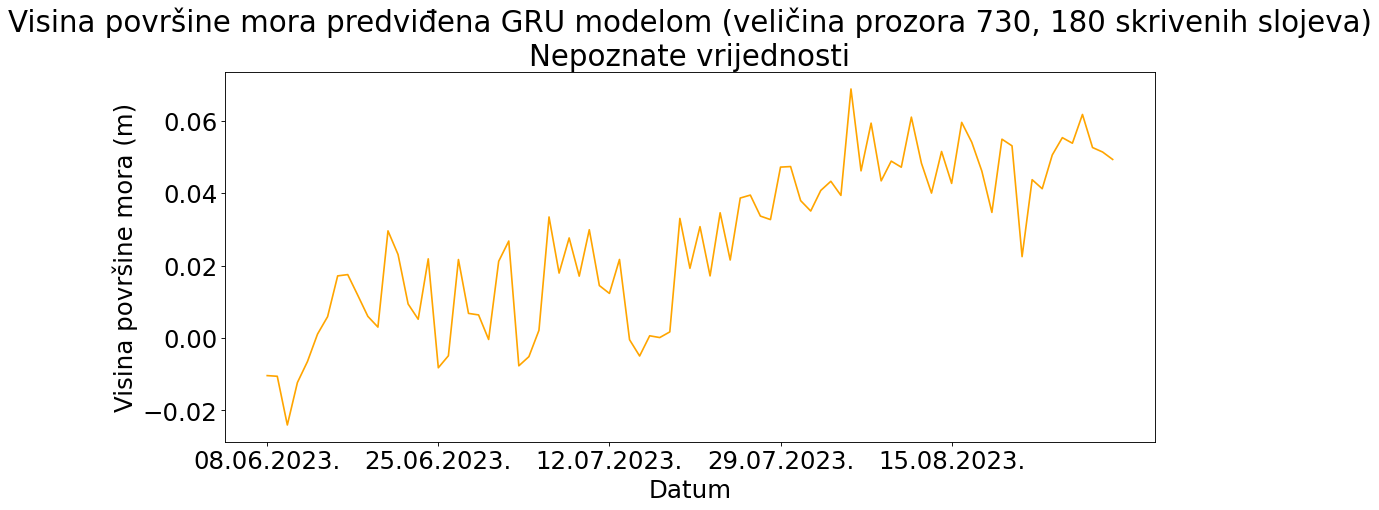 Visina površine mora predviđena GRU modelom (veličina prozora 730, 180 skrivenih slojeva)
Nepoznate vrijednosti
Visina površine mora (m)
0.06
0.04
0.02
0.00
−0.02
08.06.2023. 25.06.2023. 12.07.2023. 29.07.2023. 15.08.2023.
Datum